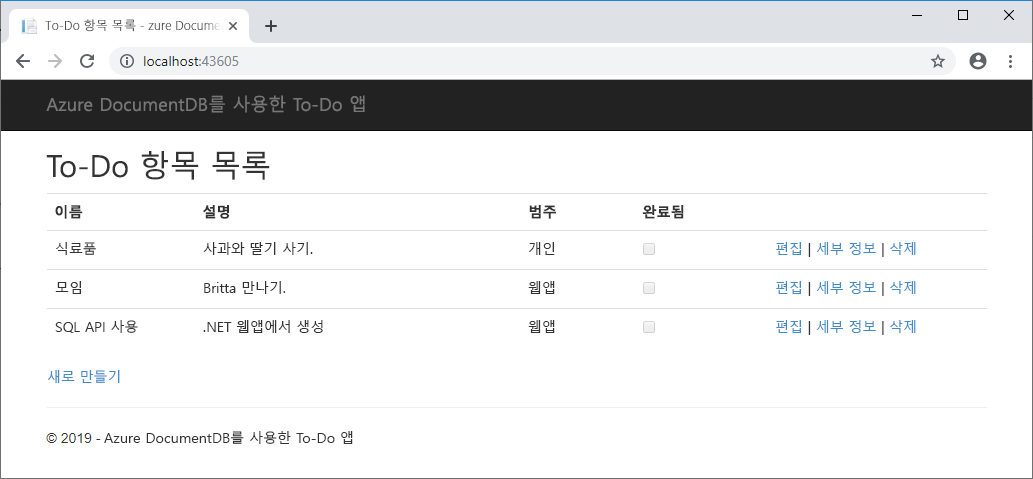 To-Do 항목 목록 - zure Docume
localhost:43605
Azure DocumentDB를 사용한 To-Do 앱
To-Do 항목 목록
이름 설명 범주 완료됨
식료품 사과와 딸기 사기. 개인 편집 | 세부 정보 | 삭제
모임 Britta 만나기. 웹앱 편집 | 세부 정보 | 삭제
SQL API 사용 .NET 웹앱에서 생성 웹앱 편집 | 세부 정보 | 삭제
새로 만들기
© 2019 - Azure DocumentDB를 사용한 To-Do 앱